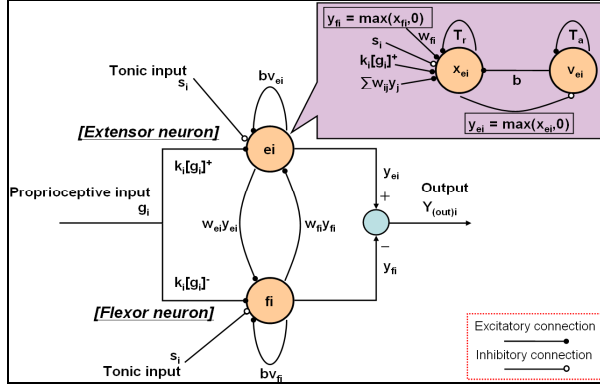 y_fi = max(x_fi,0)
w_fi
s_i
k_i[g_i]⁺
∑w_ij y_j
T_r
x_ei
b
T_a
v_ei
y_ei = max(x_ei,0)
Tonic input
s_i
bv_ei
[Extensor neuron]
ei
k_i[g_i]⁺
y_ei
+
Proprioceptive input
g_i
w_ei y_ei
w_fi y_fi
Output
Y_(out)i
−
y_fi
k_i[g_i]⁻
fi
[Flexor neuron]
s_i
Tonic input
bv_fi
Excitatory connection
Inhibitory connection